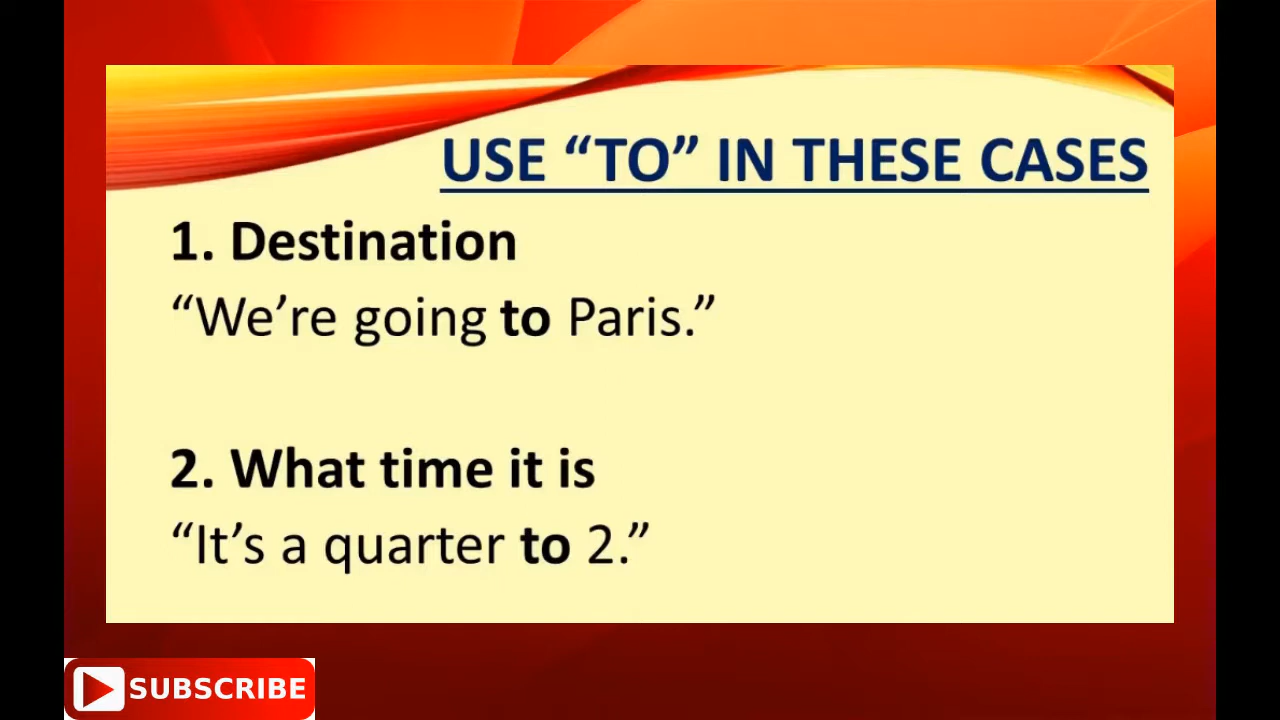 USE “TO” IN THESE CASES
1. Destination
“We’re going to Paris.”
2. What time it is
“It’s a quarter to 2.”
SUBSCRIBE